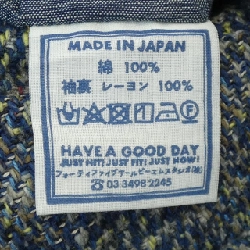 MADE IN JAPAN
綿 100%
袖裏 レーヨン 100%
HAVE A GOOD DAY
JUST HIT! JUST FIT! JUST NOW!
☎ 03 3498 2245